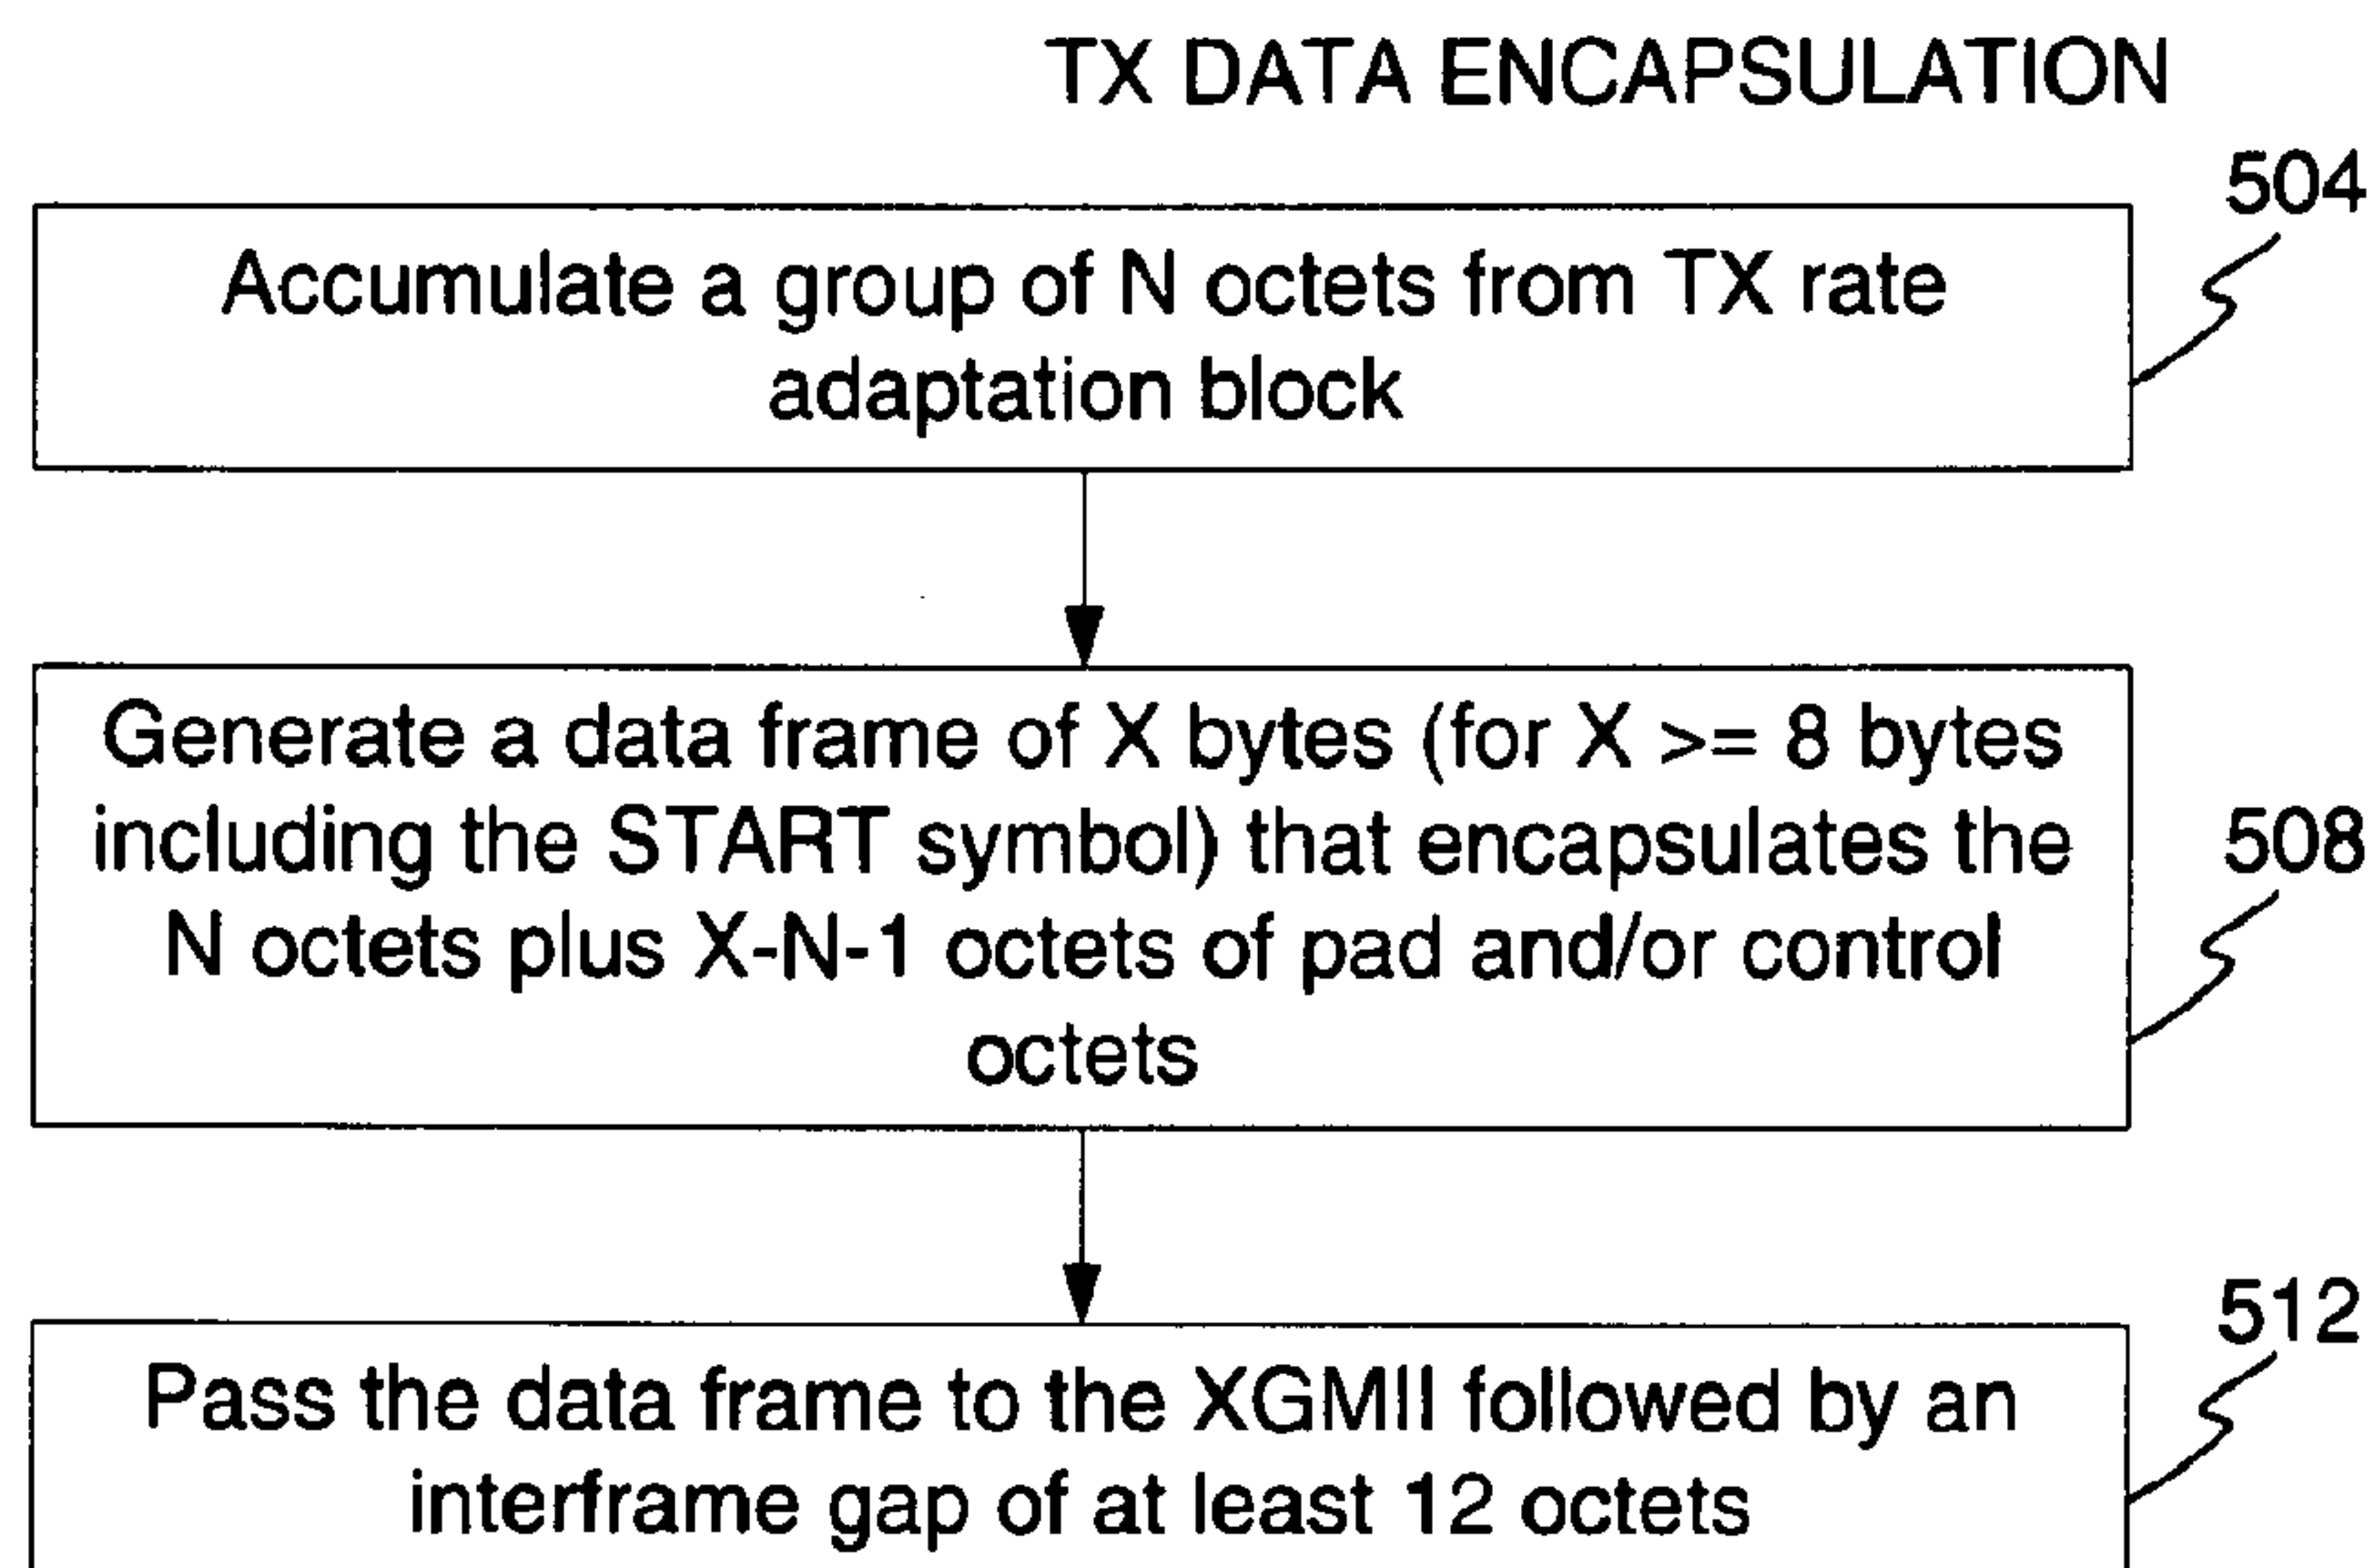 TX DATA ENCAPSULATION
504
Accumulate a group of N octets from TX rate
adaptation block
Generate a data frame of X bytes (for X >= 8 bytes
including the START symbol) that encapsulates the
508
N octets plus X-N-1 octets of pad and/or control
octets
512
Pass the data frame to the XGMII followed by an
interframe gap of at least 12 octets